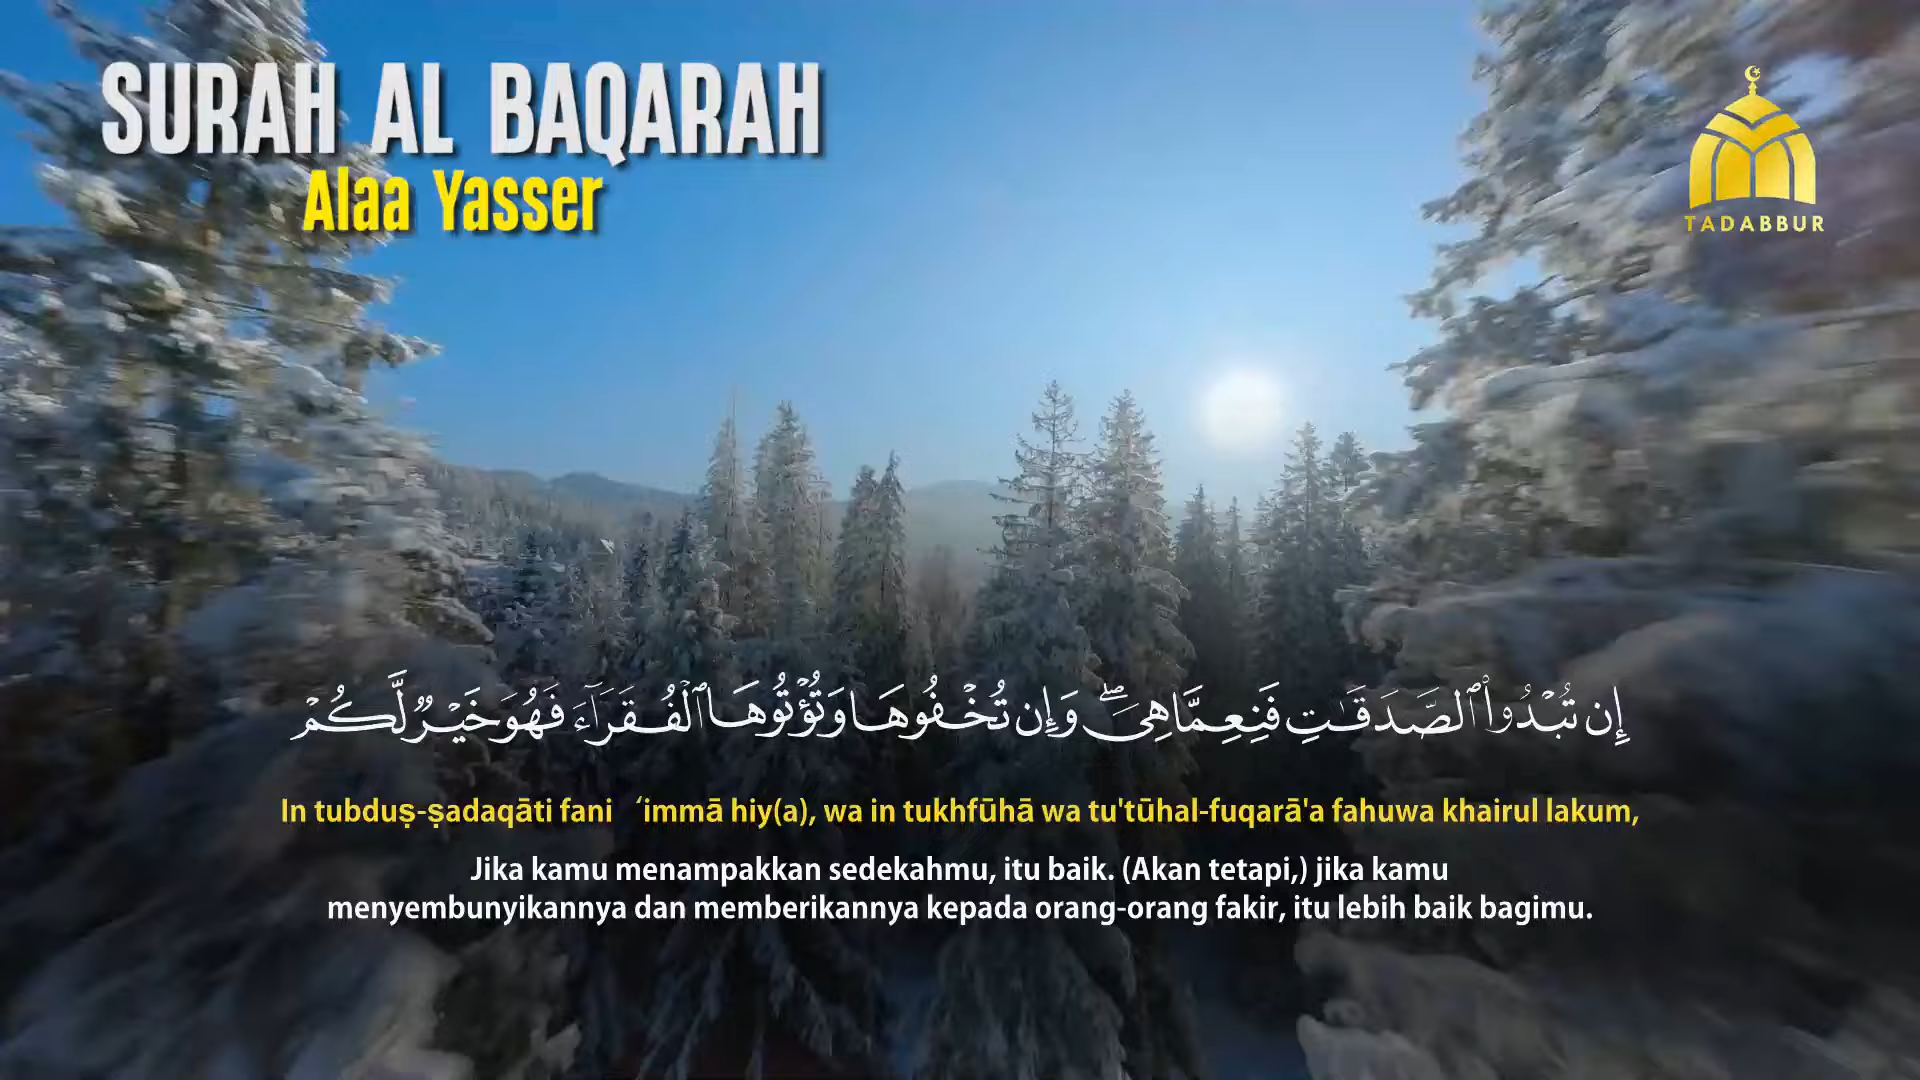 SURAH AL BAQARAH
Alaa Yasser
TADABBUR
إِن تُبْدُوا۟ ٱلصَّدَقَـٰتِ فَنِعِمَّا هِىَ ۖ وَإِن تُخْفُوهَا وَتُؤْتُوهَا ٱلْفُقَرَآءَ فَهُوَ خَيْرٌ لَّكُمْ
In tubduṣ-ṣadaqāti fani ‘immā hiy(a), wa in tukhfūhā wa tu'tūhal-fuqarā'a fahuwa khairul lakum,
Jika kamu menampakkan sedekahmu, itu baik. (Akan tetapi,) jika kamu
menyembunyikannya dan memberikannya kepada orang-orang fakir, itu lebih baik bagimu.